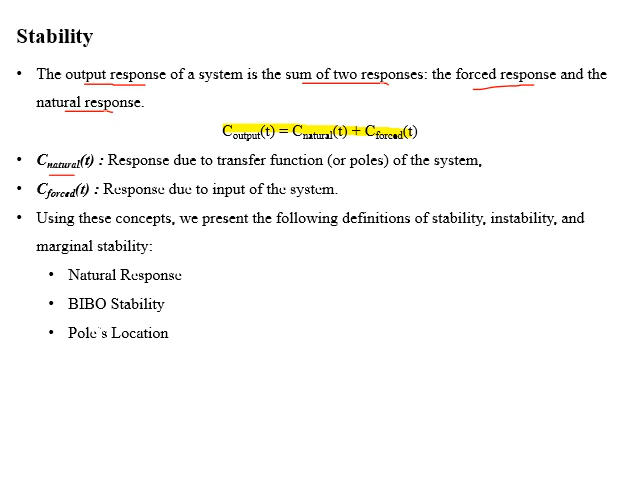 Stability
• The output response of a system is the sum of two responses: the forced response and the
natural response.
Coutput(t) = Cnatural(t) + Cforced(t)
• Cnatural(t) : Response due to transfer function (or poles) of the system,
• Cforced(t) : Response due to input of the system.
• Using these concepts, we present the following definitions of stability, instability, and
marginal stability:
• Natural Response
• BIBO Stability
• Pole's Location